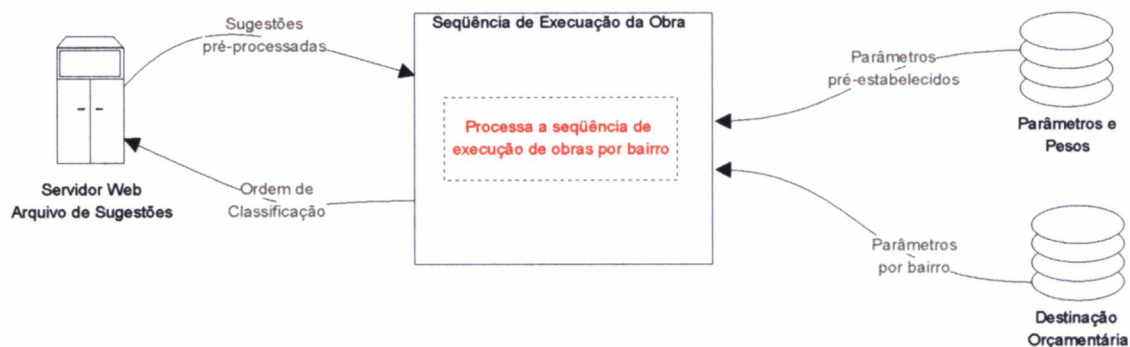 Sugestões
pré-processadas
Seqüência de Execuação da Obra
Parâmetros
pré-estabelecidos
Processa a seqüência de
execução de obras por bairro
Parâmetros e
Pesos
Servidor Web
Arquivo de Sugestões
Ordem de
Classificação
Parâmetros
por bairro
Destinação
Orçamentária